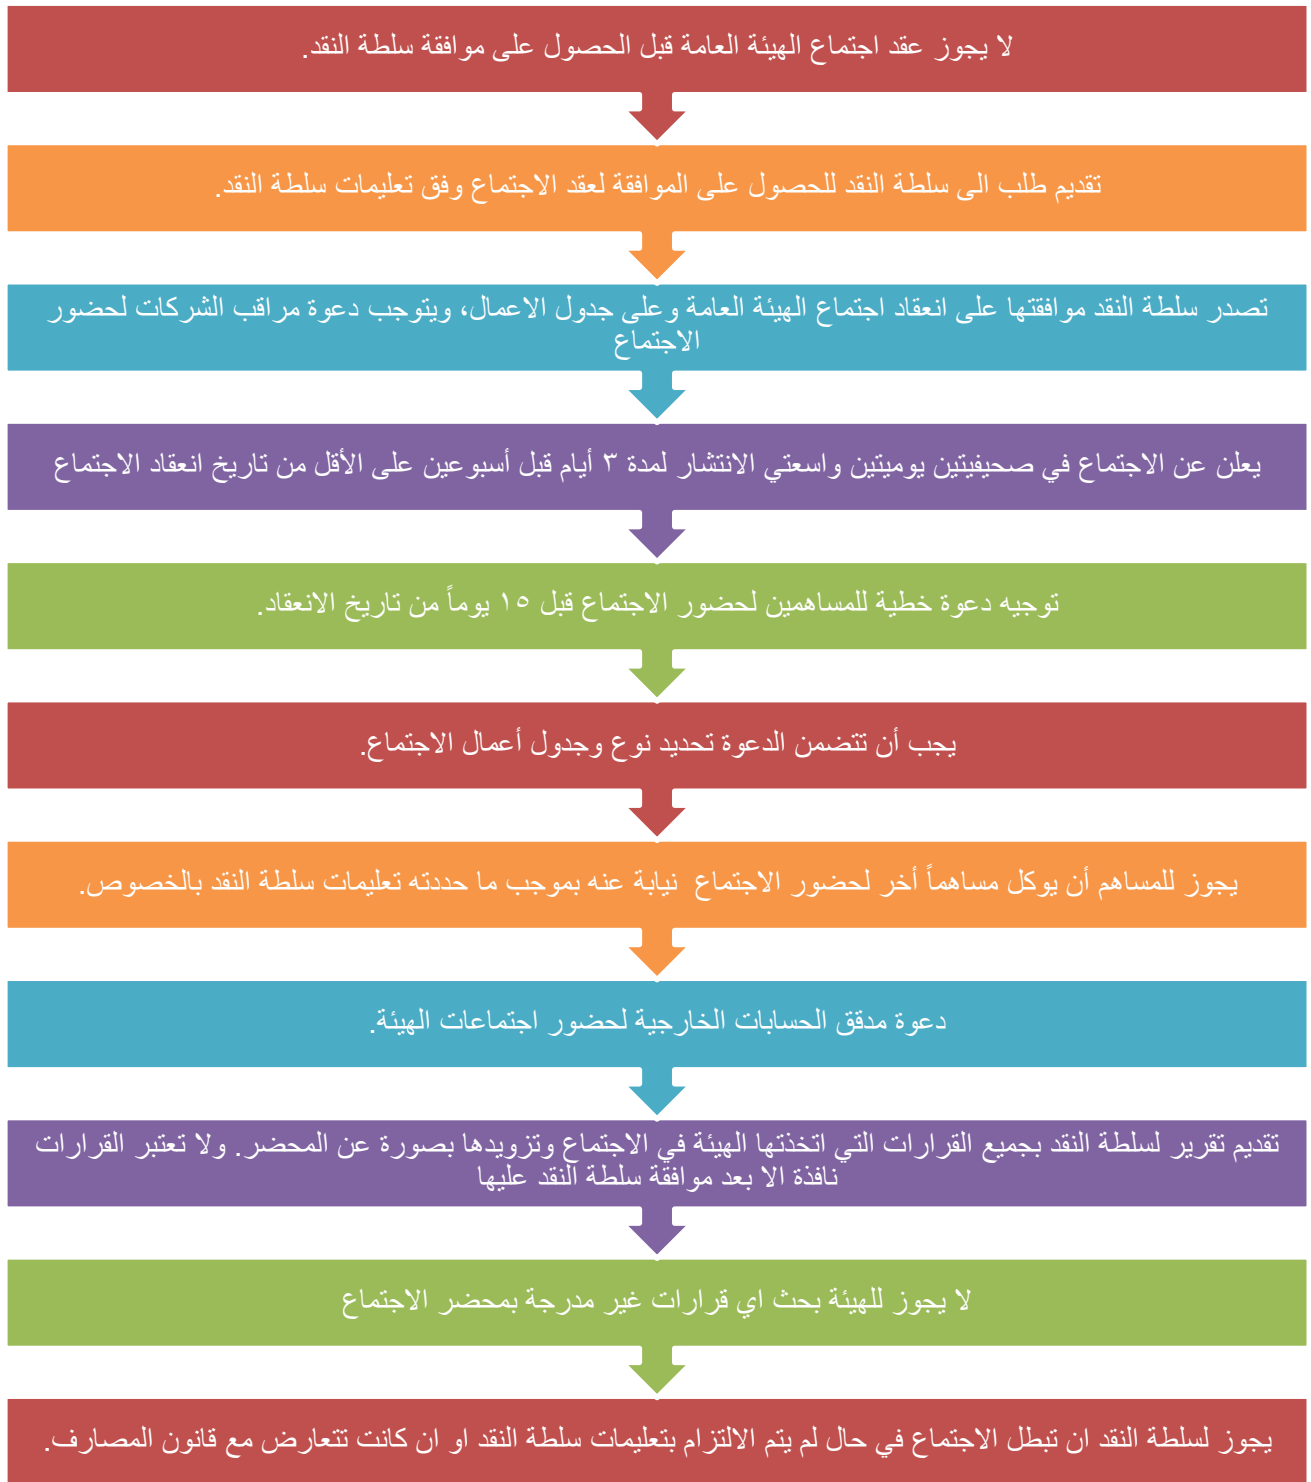 لا يجوز عقد اجتماع الهيئة العامة قبل الحصول على موافقة سلطة النقد.
تقديم طلب الى سلطة النقد للحصول على الموافقة لعقد الاجتماع وفق تعليمات سلطة النقد.
تصدر سلطة النقد موافقتها على انعقاد اجتماع الهيئة العامة وعلى جدول الاعمال، ويتوجب دعوة مراقب الشركات لحضور
الاجتماع
يعلن عن الاجتماع في صحيفيتين يوميتين واسعتي الانتشار لمدة ٣ أيام قبل أسبوعين على الأقل من تاريخ انعقاد الاجتماع
توجيه دعوة خطية للمساهمين لحضور الاجتماع قبل ١٥ يوماً من تاريخ الانعقاد.
يجب أن تتضمن الدعوة تحديد نوع وجدول أعمال الاجتماع.
يجوز للمساهم أن يوكل مساهماً أخر لحضور الاجتماع نيابة عنه بموجب ما حددته تعليمات سلطة النقد بالخصوص.
دعوة مدقق الحسابات الخارجية لحضور اجتماعات الهيئة.
تقديم تقرير لسلطة النقد بجميع القرارات التي اتخذتها الهيئة في الاجتماع وتزويدها بصورة عن المحضر. ولا تعتبر القرارات
نافذة الا بعد موافقة سلطة النقد عليها
لا يجوز للهيئة بحث اي قرارات غير مدرجة بمحضر الاجتماع
يجوز لسلطة النقد ان تبطل الاجتماع في حال لم يتم الالتزام بتعليمات سلطة النقد او ان كانت تتعارض مع قانون المصارف.